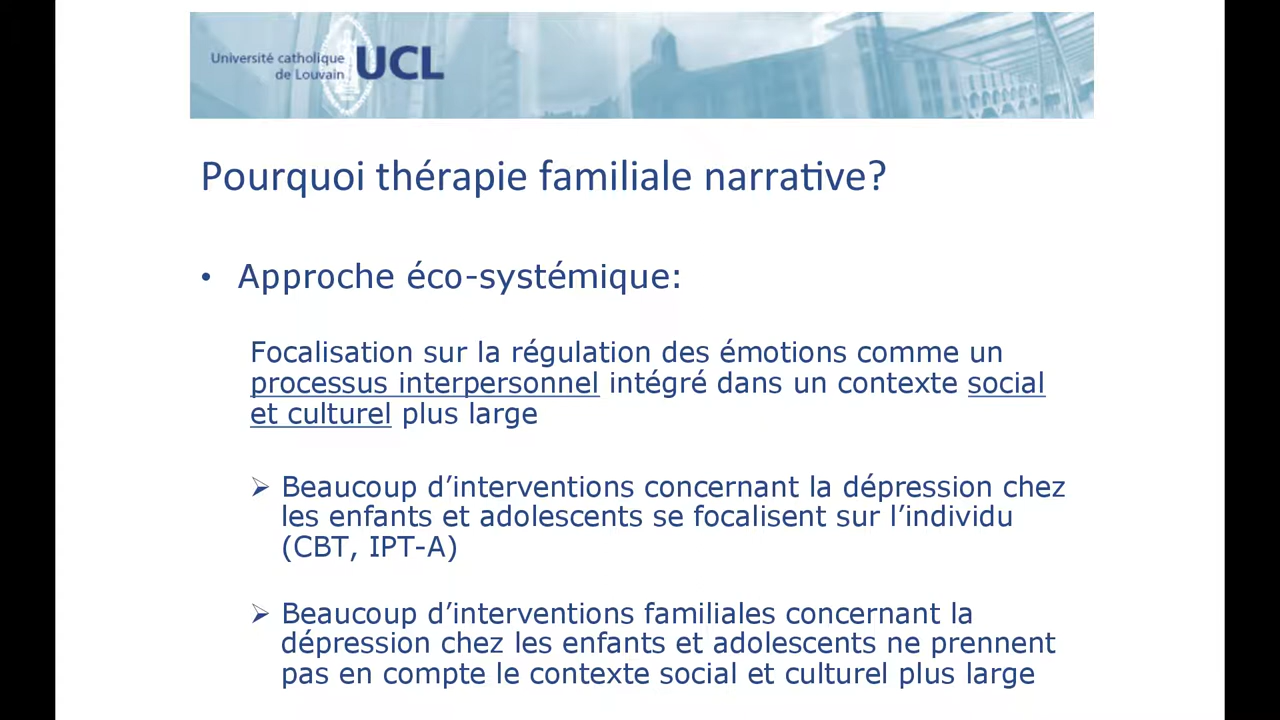 Université catholique
de Louvain
UCL
Pourquoi thérapie familiale narrative?
• Approche éco-systémique:
Focalisation sur la régulation des émotions comme un
processus interpersonnel intégré dans un contexte social
et culturel plus large
➢ Beaucoup d’interventions concernant la dépression chez
les enfants et adolescents se focalisent sur l’individu
(CBT, IPT-A)
➢ Beaucoup d’interventions familiales concernant la
dépression chez les enfants et adolescents ne prennent
pas en compte le contexte social et culturel plus large